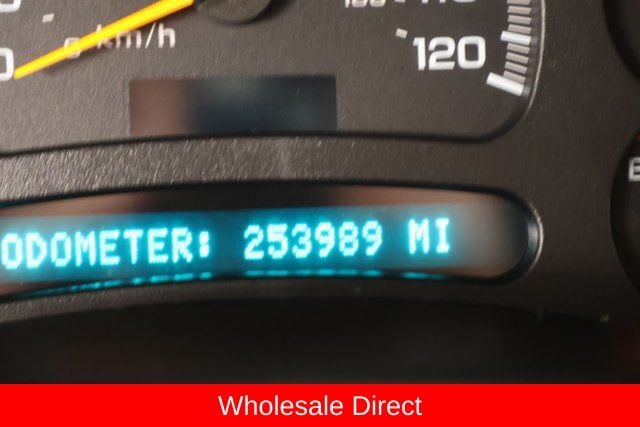 km/h
120
ODOMETER: 253989 MI
Wholesale Direct